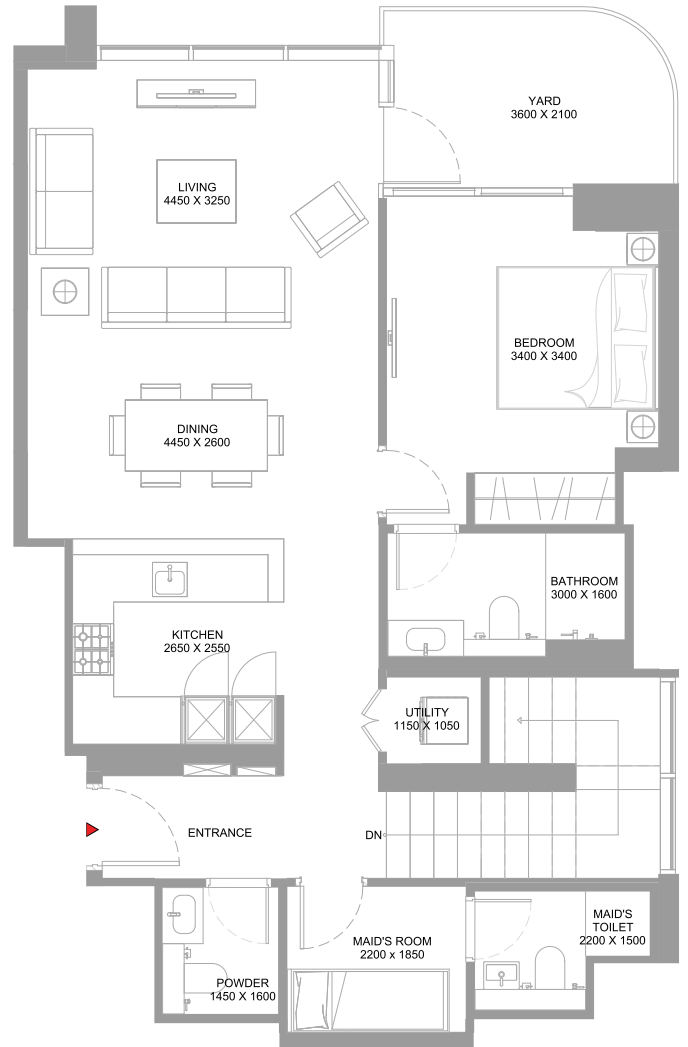 YARD
3600 X 2100
LIVING
4450 X 3250
BEDROOM
3400 X 3400
DINING
4450 X 2600
BATHROOM
3000 X 1600
KITCHEN
2650 X 2550
UTILITY
1150 X 1050
ENTRANCE
DN
MAID'S
TOILET
2200 X 1500
MAID'S ROOM
2200 x 1850
POWDER
1450 X 1600